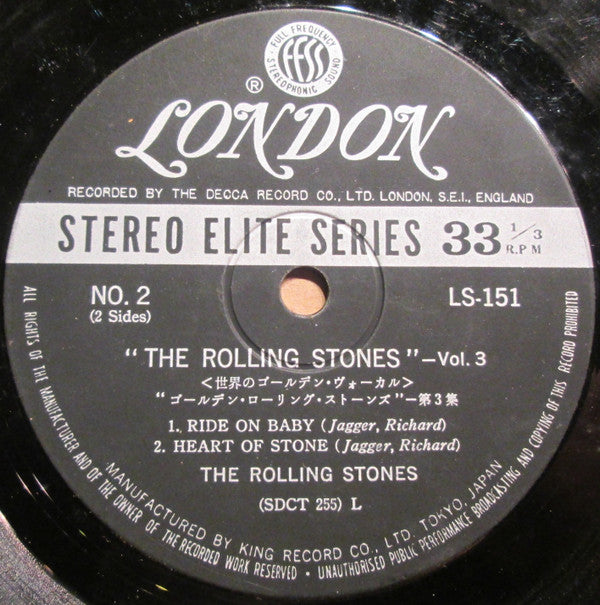 FULL FREQUENCY
FFSS
STEREOPHONIC SOUND
®
LONDON
RECORDED BY THE DECCA RECORD CO., LTD. LONDON, S.E.I., ENGLAND
STEREO ELITE SERIES 33 1/3 R.P.M
NO. 2
(2 Sides)
LS-151
"THE ROLLING STONES"—Vol. 3
<世界のゴールデン・ヴォーカル>
"ゴールデン・ローリング・ストーンズ"—第3集
1. RIDE ON BABY (Jagger, Richard)
2. HEART OF STONE (Jagger, Richard)
THE ROLLING STONES
(SDCT 255) L
MANUFACTURED BY KING RECORD CO., LTD. TOKYO, JAPAN
ALL RIGHTS OF THE MANUFACTURER AND OF THE OWNER OF THE RECORDED WORK RESERVED • UNAUTHORISED PUBLIC PERFORMANCE BROADCASTING AND COPYING OF THIS RECORD PROHIBITED